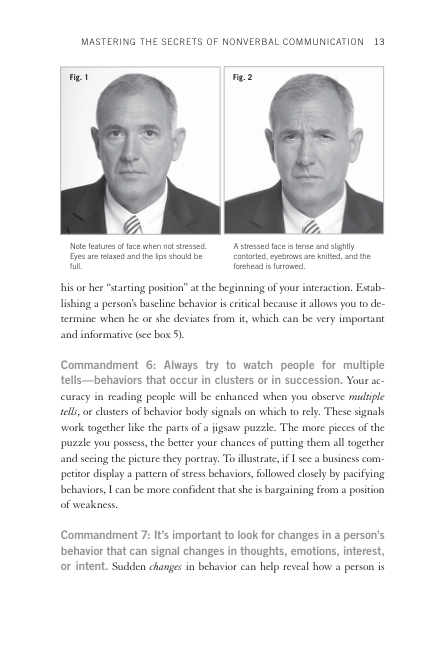 MASTERING THE SECRETS OF NONVERBAL COMMUNICATION 13
Fig. 1
Fig. 2
Note features of face when not stressed.
Eyes are relaxed and the lips should be
full.
A stressed face is tense and slightly
contorted, eyebrows are knitted, and the
forehead is furrowed.
his or her “starting position” at the beginning of your interaction. Estab-
lishing a person’s baseline behavior is critical because it allows you to de-
termine when he or she deviates from it, which can be very important
and informative (see box 5).
Commandment 6: Always try to watch people for multiple
tells—behaviors that occur in clusters or in succession. Your ac-
curacy in reading people will be enhanced when you observe multiple
tells, or clusters of behavior body signals on which to rely. These signals
work together like the parts of a jigsaw puzzle. The more pieces of the
puzzle you possess, the better your chances of putting them all together
and seeing the picture they portray. To illustrate, if I see a business com-
petitor display a pattern of stress behaviors, followed closely by pacifying
behaviors, I can be more confident that she is bargaining from a position
of weakness.
Commandment 7: It’s important to look for changes in a person’s
behavior that can signal changes in thoughts, emotions, interest,
or intent. Sudden changes in behavior can help reveal how a person is